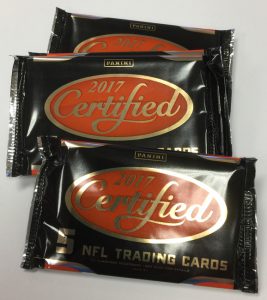 PANINI
2017
Certified
PANINI
2017
Certified
5 NFL TRADING CARDS